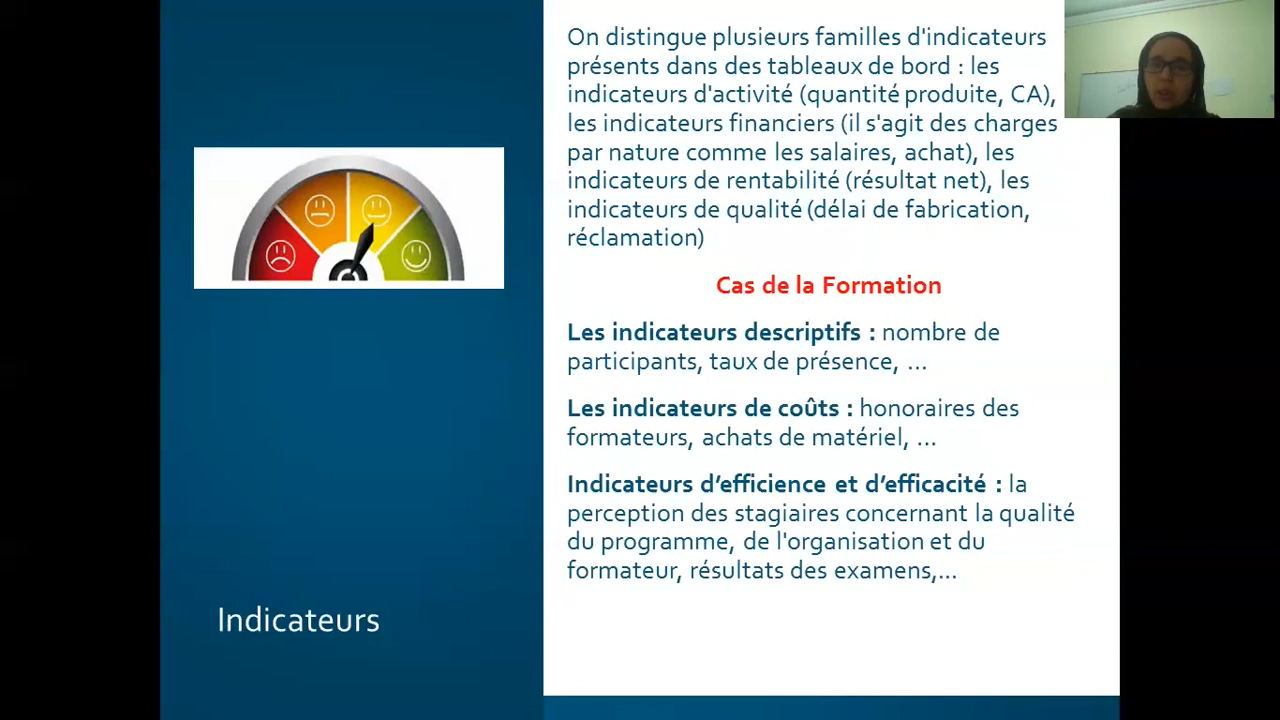 On distingue plusieurs familles d'indicateurs
présents dans des tableaux de bord : les
indicateurs d'activité (quantité produite, CA),
les indicateurs financiers (il s'agit des charges
par nature comme les salaires, achat), les
indicateurs de rentabilité (résultat net), les
indicateurs de qualité (délai de fabrication,
réclamation)
Cas de la Formation
Les indicateurs descriptifs : nombre de
participants, taux de présence, ...
Les indicateurs de coûts : honoraires des
formateurs, achats de matériel, ...
Indicateurs d’efficience et d’efficacité : la
perception des stagiaires concernant la qualité
du programme, de l'organisation et du
formateur, résultats des examens,...
Indicateurs